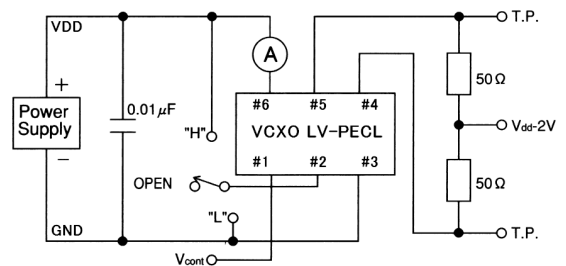 VDD
T.P.
+
A
#6 #5 #4
50Ω
0.01μF
Power
Supply
"H"
VCXO LV-PECL
Vdd-2V
−
#1 #2 #3
OPEN
50Ω
"L"
GND
T.P.
Vcont